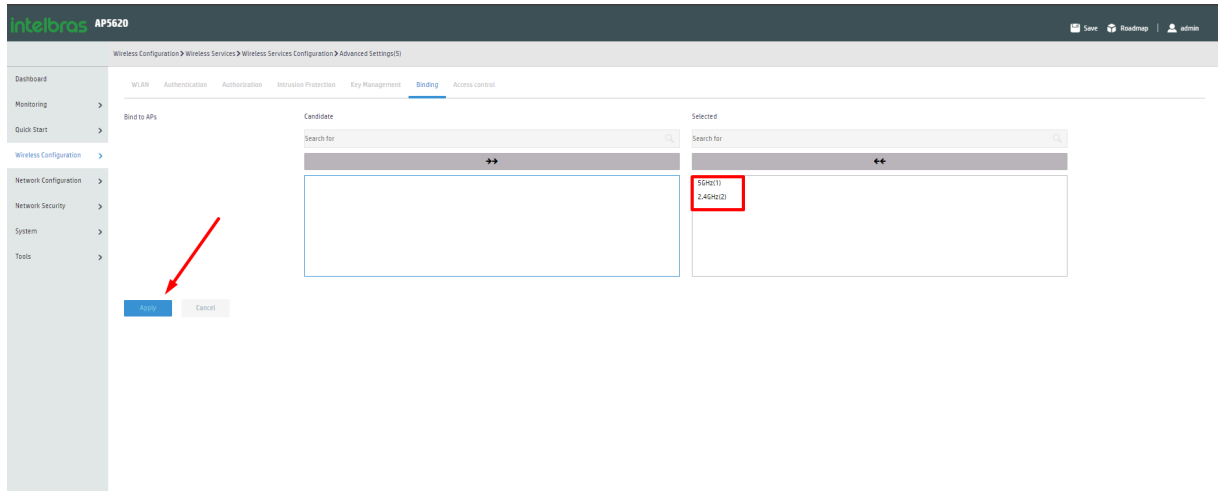 intelbras AP5620
Save Roadmap | admin
Wireless Configuration > Wireless Services > Wireless Services Configuration > Advanced Settings(5)
Dashboard
Monitoring
Quick Start
Wireless Configuration
Network Configuration
Network Security
System
Tools
WLAN Authentication Authorization Intrusion Protection Key Management Binding Access control
Bind to APs
Candidate
Search for
→→
Selected
Search for
←←
5GHz(1)
2.4GHz(2)
Apply Cancel